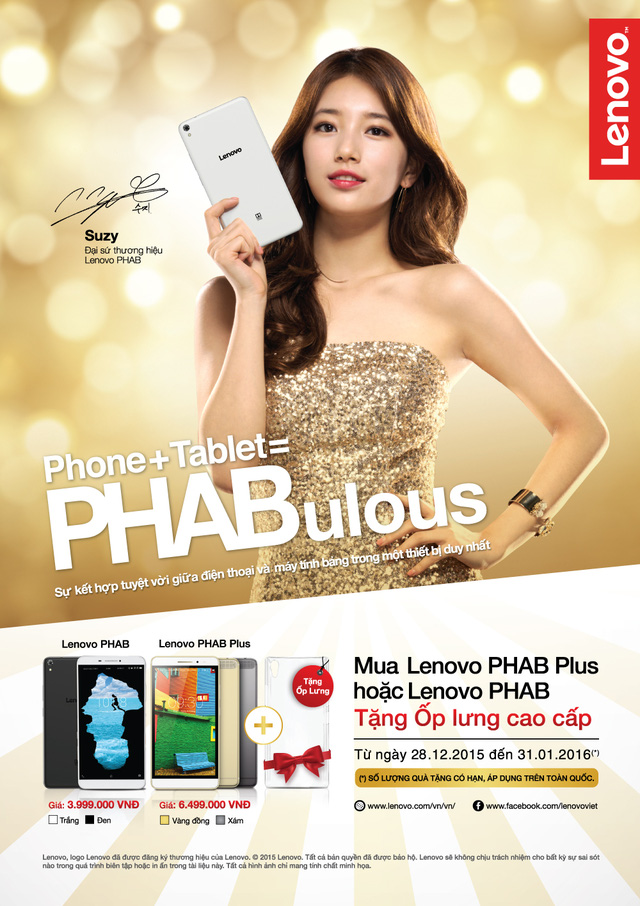 Lenovo™
Lenovo
Suzy
Đại sứ thương hiệu
Lenovo PHAB
Phone+Tablet=
PHABulous
Sự kết hợp tuyệt vời giữa điện thoại và máy tính bảng trong một thiết bị duy nhất
Lenovo PHAB
Lenovo PHAB Plus
Tặng
Ốp Lưng
+
Giá: 3.999.000 VNĐ
Trắng
Đen
Giá: 6.499.000 VNĐ
Vàng đồng
Xám
Mua Lenovo PHAB Plus
hoặc Lenovo PHAB
Tặng Ốp lưng cao cấp
Từ ngày 28.12.2015 đến 31.01.2016(*)
(*) SỐ LƯỢNG QUÀ TẶNG CÓ HẠN, ÁP DỤNG TRÊN TOÀN QUỐC.
www.lenovo.com/vn/vn/
www.facebook.com/lenovoviet
Lenovo, logo Lenovo đã được đăng ký thương hiệu của Lenovo. © 2015 Lenovo. Tất cả bản quyền đã được bảo hộ. Lenovo sẽ không chịu trách nhiệm cho bất kỳ sự sai sót
nào trong quá trình biên tập hoặc in ấn trong tài liệu này. Tất cả hình ảnh chỉ mang tính chất minh họa.